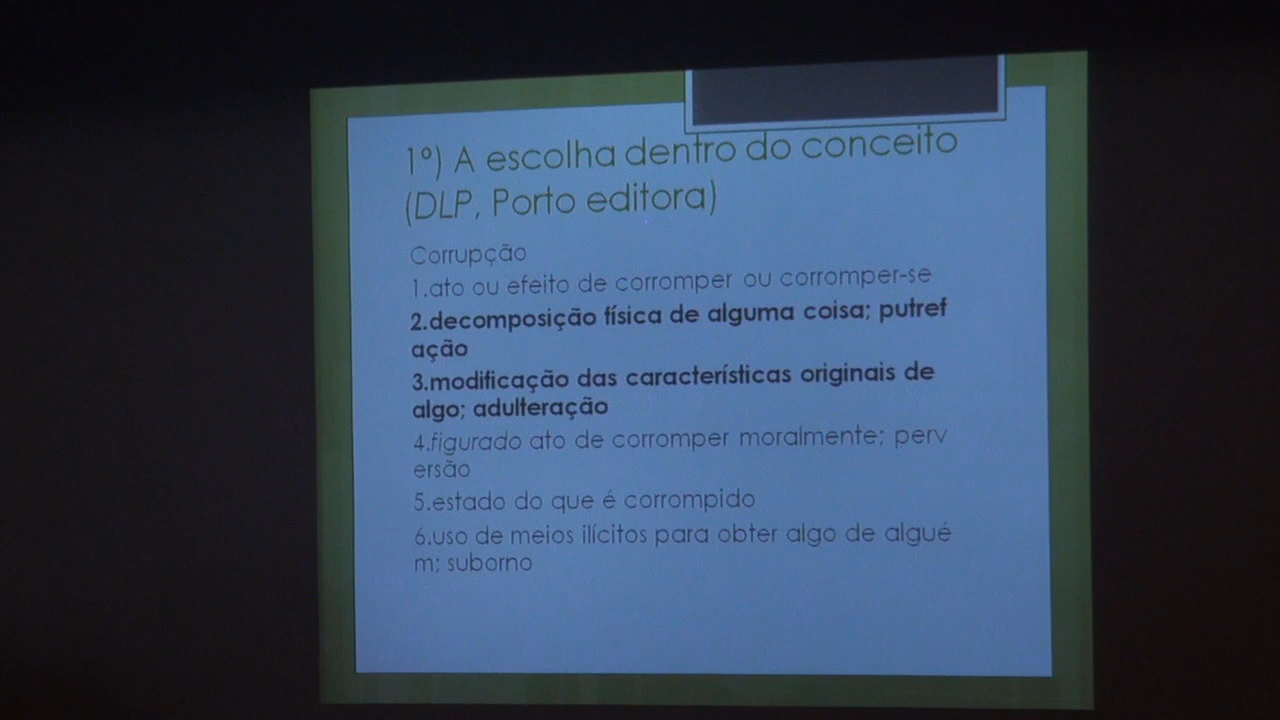 1º) A escolha dentro do conceito
(DLP, Porto editora)
Corrupção
1.ato ou efeito de corromper ou corromper-se
2.decomposição física de alguma coisa; putref
ação
3.modificação das características originais de
algo; adulteração
4.figurado ato de corromper moralmente; perv
ersão
5.estado do que é corrompido
6.uso de meios ilícitos para obter algo de algué
m; suborno